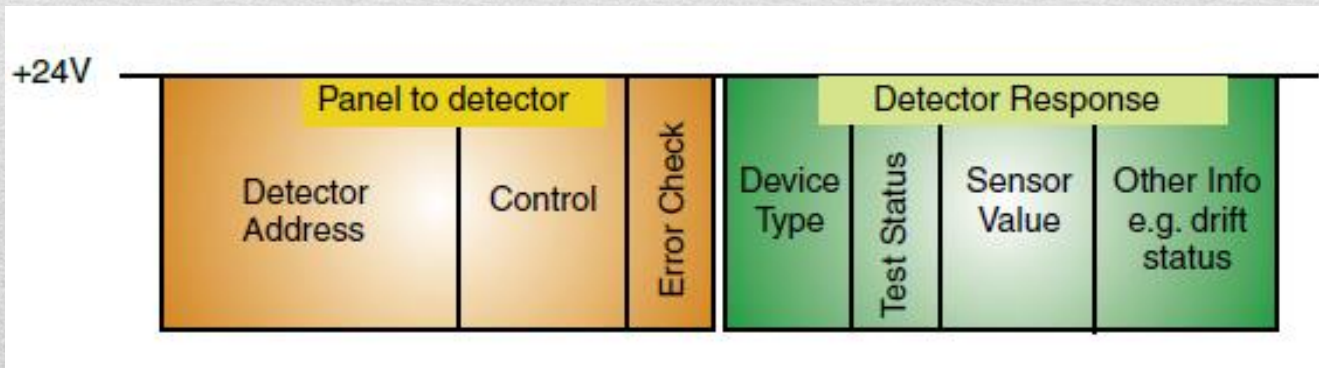 +24V
Panel to detector
Detector
Address
Control
Error Check
Detector Response
Device
Type
Test Status
Sensor
Value
Other Info
e.g. drift
status